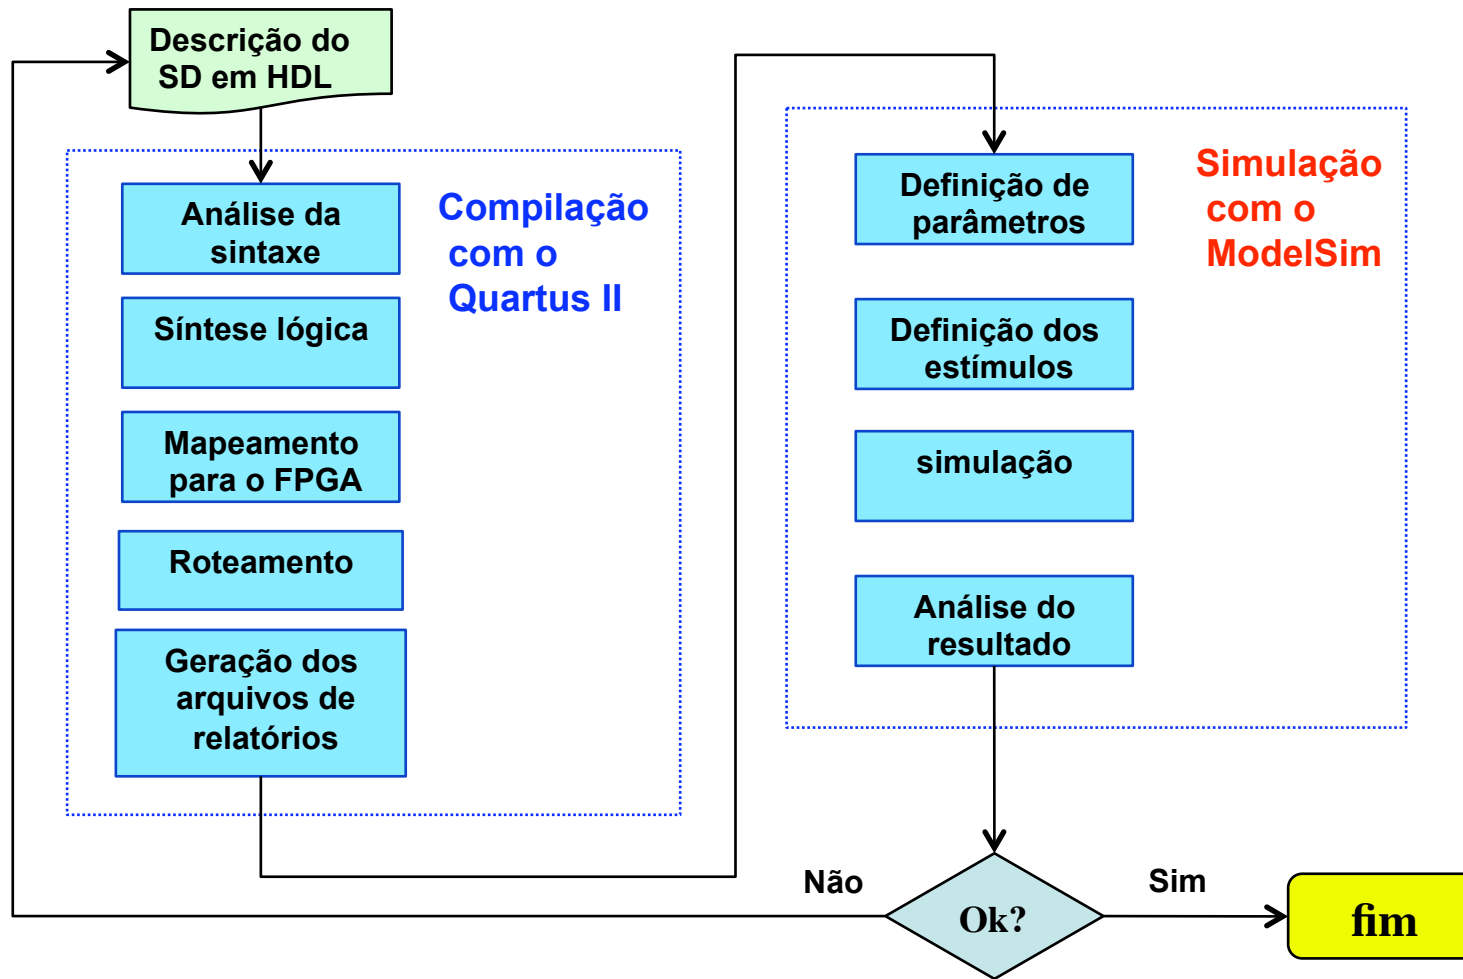 Descrição do
SD em HDL
Análise da
sintaxe
Compilação
com o
Quartus II
Síntese lógica
Mapeamento
para o FPGA
Roteamento
Geração dos
arquivos de
relatórios
Definição de
parâmetros
Simulação
com o
ModelSim
Definição dos
estímulos
simulação
Análise do
resultado
Não
Ok?
Sim
fim